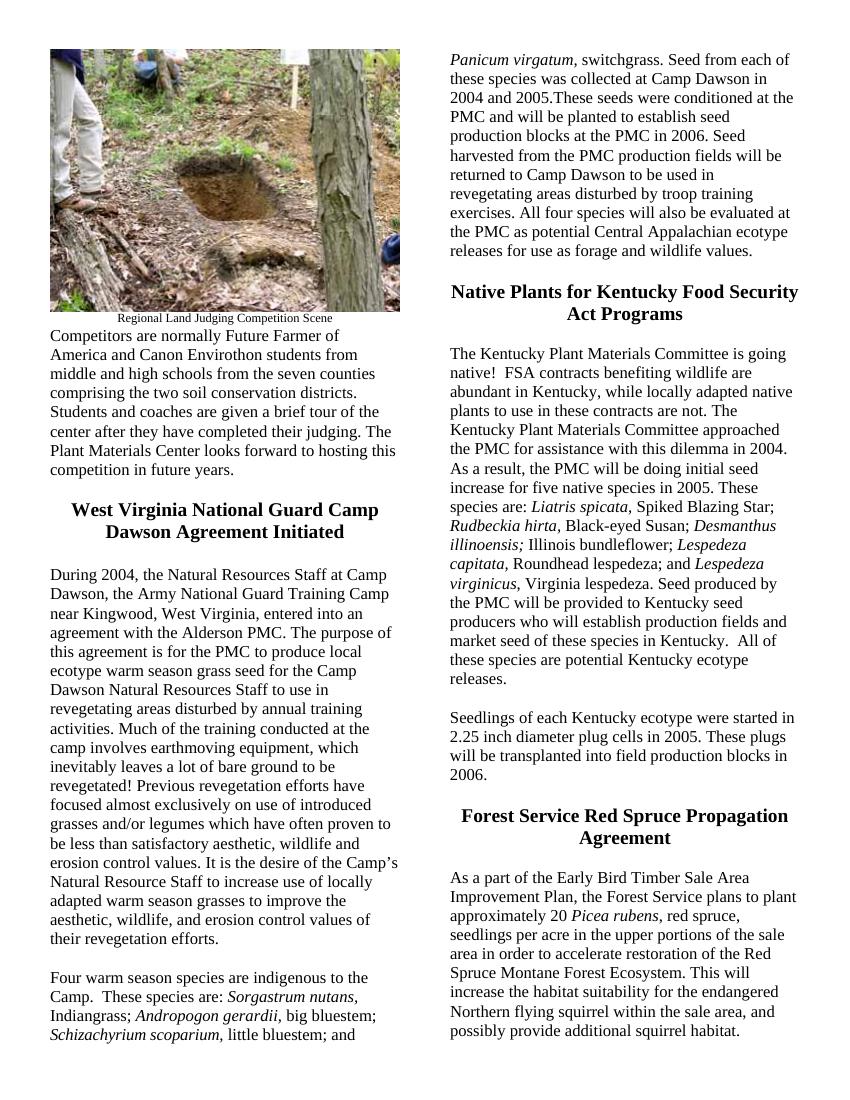 Regional Land Judging Competition Scene
Competitors are normally Future Farmer of
America and Canon Envirothon students from
middle and high schools from the seven counties
comprising the two soil conservation districts.
Students and coaches are given a brief tour of the
center after they have completed their judging. The
Plant Materials Center looks forward to hosting this
competition in future years.
West Virginia National Guard Camp
Dawson Agreement Initiated
During 2004, the Natural Resources Staff at Camp
Dawson, the Army National Guard Training Camp
near Kingwood, West Virginia, entered into an
agreement with the Alderson PMC. The purpose of
this agreement is for the PMC to produce local
ecotype warm season grass seed for the Camp
Dawson Natural Resources Staff to use in
revegetating areas disturbed by annual training
activities. Much of the training conducted at the
camp involves earthmoving equipment, which
inevitably leaves a lot of bare ground to be
revegetated! Previous revegetation efforts have
focused almost exclusively on use of introduced
grasses and/or legumes which have often proven to
be less than satisfactory aesthetic, wildlife and
erosion control values. It is the desire of the Camp’s
Natural Resource Staff to increase use of locally
adapted warm season grasses to improve the
aesthetic, wildlife, and erosion control values of
their revegetation efforts.
Four warm season species are indigenous to the
Camp.  These species are: Sorgastrum nutans,
Indiangrass; Andropogon gerardii, big bluestem;
Schizachyrium scoparium, little bluestem; and
Panicum virgatum, switchgrass. Seed from each of
these species was collected at Camp Dawson in
2004 and 2005.These seeds were conditioned at the
PMC and will be planted to establish seed
production blocks at the PMC in 2006. Seed
harvested from the PMC production fields will be
returned to Camp Dawson to be used in
revegetating areas disturbed by troop training
exercises. All four species will also be evaluated at
the PMC as potential Central Appalachian ecotype
releases for use as forage and wildlife values.
Native Plants for Kentucky Food Security
Act Programs
The Kentucky Plant Materials Committee is going
native!  FSA contracts benefiting wildlife are
abundant in Kentucky, while locally adapted native
plants to use in these contracts are not. The
Kentucky Plant Materials Committee approached
the PMC for assistance with this dilemma in 2004.
As a result, the PMC will be doing initial seed
increase for five native species in 2005. These
species are: Liatris spicata, Spiked Blazing Star;
Rudbeckia hirta, Black-eyed Susan; Desmanthus
illinoensis; Illinois bundleflower; Lespedeza
capitata, Roundhead lespedeza; and Lespedeza
virginicus, Virginia lespedeza. Seed produced by
the PMC will be provided to Kentucky seed
producers who will establish production fields and
market seed of these species in Kentucky.  All of
these species are potential Kentucky ecotype
releases.
Seedlings of each Kentucky ecotype were started in
2.25 inch diameter plug cells in 2005. These plugs
will be transplanted into field production blocks in
2006.
Forest Service Red Spruce Propagation
Agreement
As a part of the Early Bird Timber Sale Area
Improvement Plan, the Forest Service plans to plant
approximately 20 Picea rubens, red spruce,
seedlings per acre in the upper portions of the sale
area in order to accelerate restoration of the Red
Spruce Montane Forest Ecosystem. This will
increase the habitat suitability for the endangered
Northern flying squirrel within the sale area, and
possibly provide additional squirrel habitat.